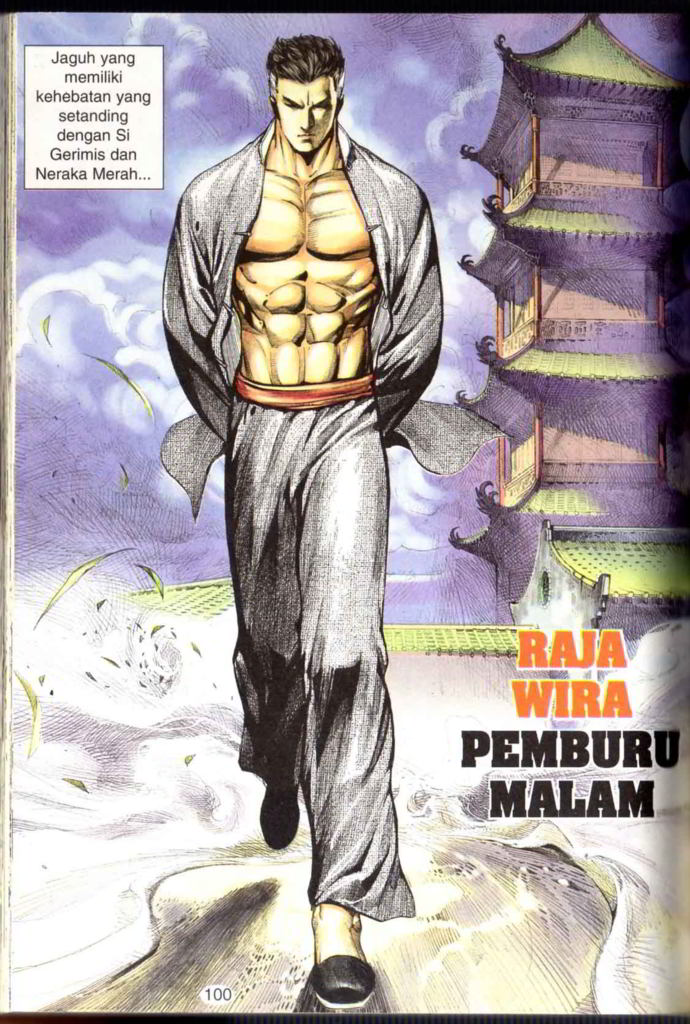 Jaguh yang
memiliki
kehebatan yang
setanding
dengan Si
Gerimis dan
Neraka Merah...
RAJA
WIRA
PEMBURU
MALAM
100